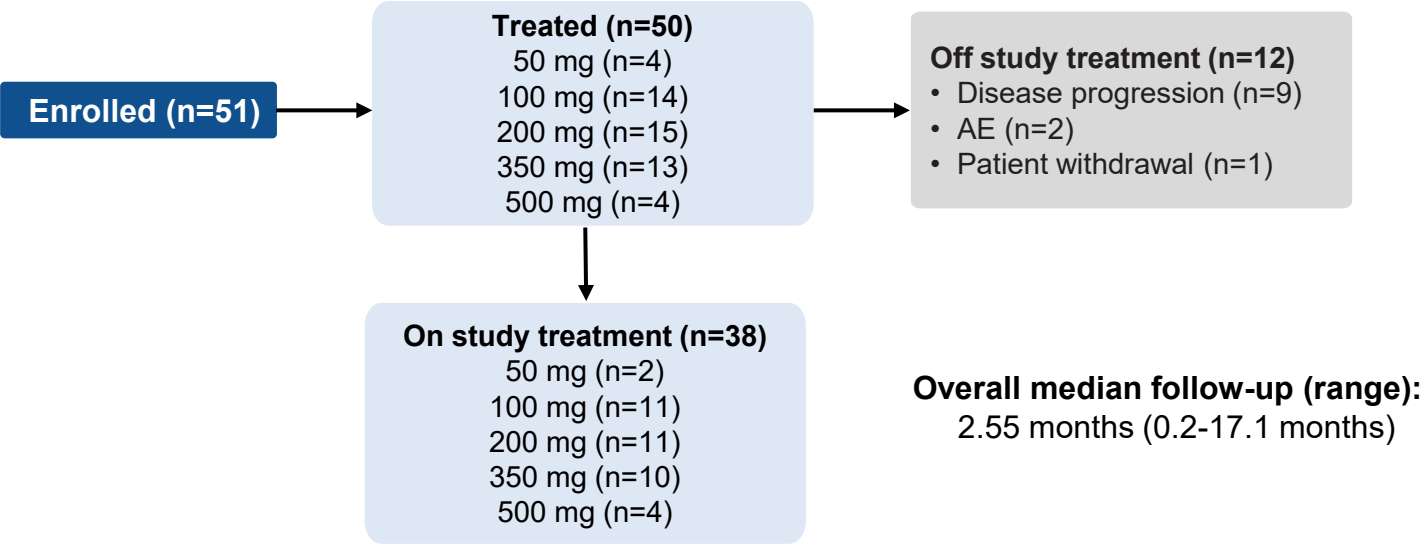 Enrolled (n=51)
Treated (n=50)
50 mg (n=4)
100 mg (n=14)
200 mg (n=15)
350 mg (n=13)
500 mg (n=4)
Off study treatment (n=12)
• Disease progression (n=9)
• AE (n=2)
• Patient withdrawal (n=1)
On study treatment (n=38)
50 mg (n=2)
100 mg (n=11)
200 mg (n=11)
350 mg (n=10)
500 mg (n=4)
Overall median follow-up (range):
2.55 months (0.2-17.1 months)